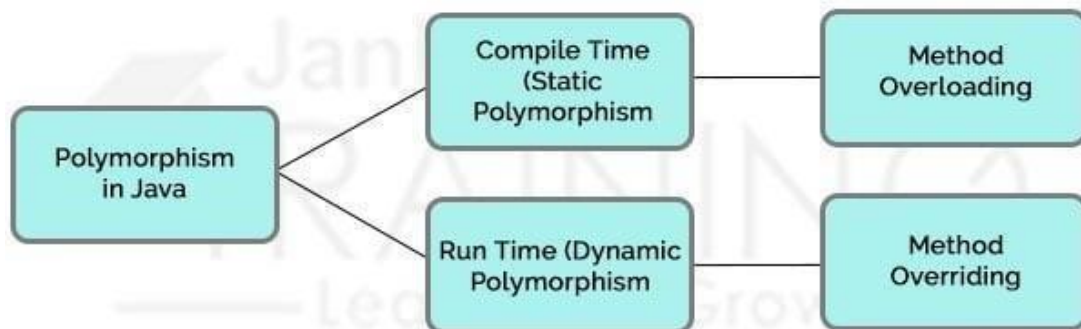 Polymorphism
in Java
Compile Time
(Static
Polymorphism
Method
Overloading
Run Time (Dynamic
Polymorphism
Method
Overriding